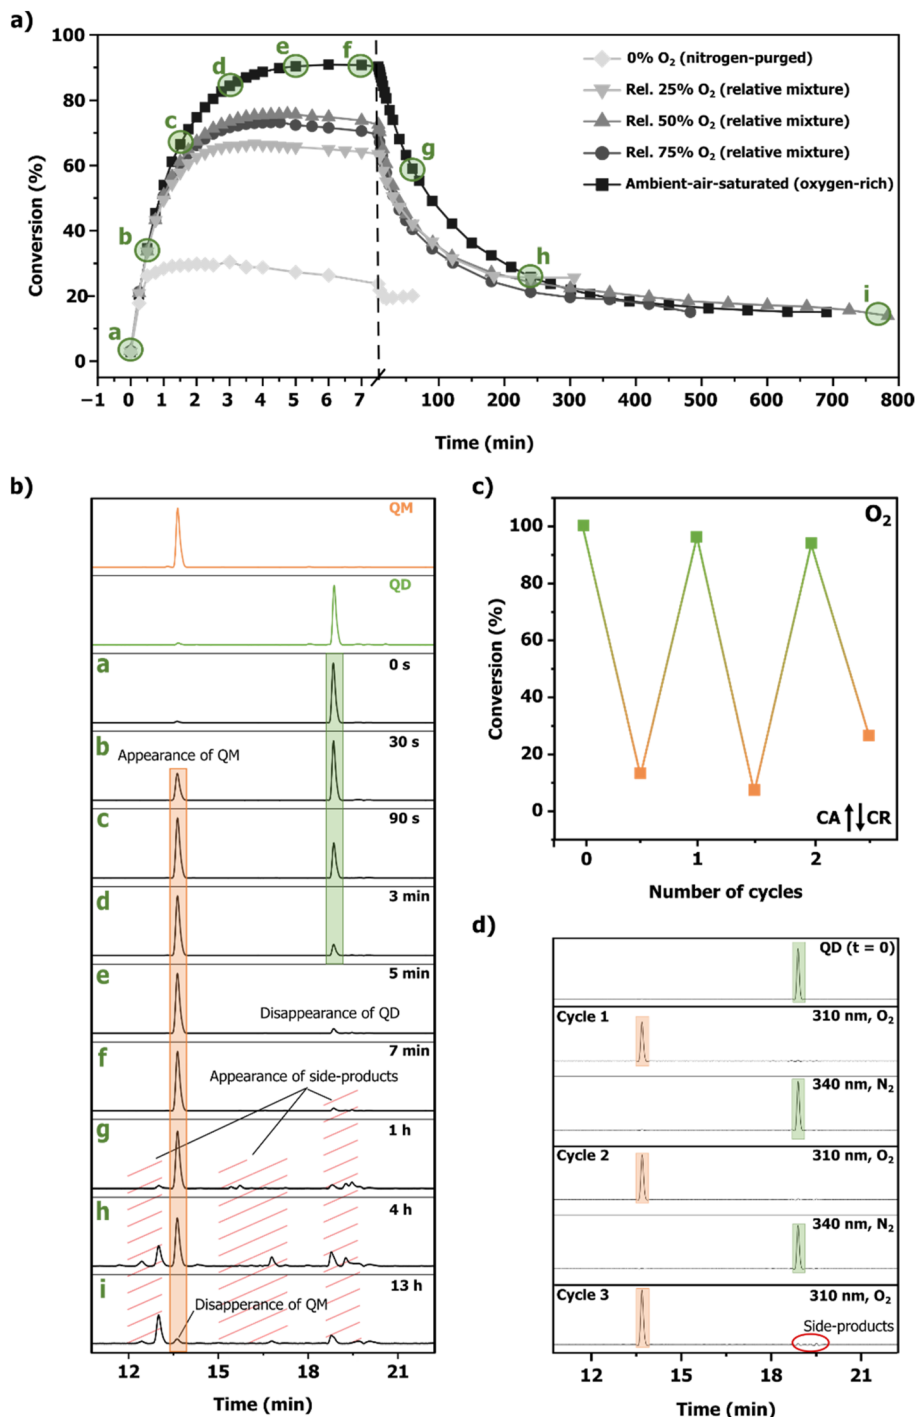 a)
100
80
60
40
20
0
Conversion (%)
a
b
c
d
e
f
g
h
i
0% O₂ (nitrogen-purged)
Rel. 25% O₂ (relative mixture)
Rel. 50% O₂ (relative mixture)
Rel. 75% O₂ (relative mixture)
Ambient-air-saturated (oxygen-rich)
−1 0 1 2 3 4 5 6 7 100 200 300 400 500 600 700 800
Time (min)
b)
QM
QD
a 0 s
b 30 s
Appearance of QM
c 90 s
d 3 min
e 5 min
Disappearance of QD
f 7 min
Appearance of side-products
g 1 h
h 4 h
i 13 h
Disapperance of QM
12 15 18 21
Time (min)
c)
O₂
100
80
60
40
20
0
Conversion (%)
CA CR
0 1 2
Number of cycles
d)
QD (t = 0)
Cycle 1 310 nm, O₂
340 nm, N₂
Cycle 2 310 nm, O₂
340 nm, N₂
Cycle 3 310 nm, O₂
Side-products
12 15 18 21
Time (min)